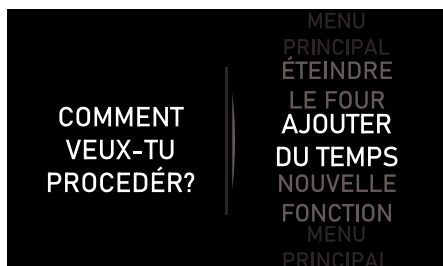 COMMENT
VEUX-TU
PROCEDÉR?
MENU
PRINCIPAL
ÉTEINDRE
LE FOUR
AJOUTER
DU TEMPS
NOUVELLE
FONCTION
MENU
PRINCIPAL